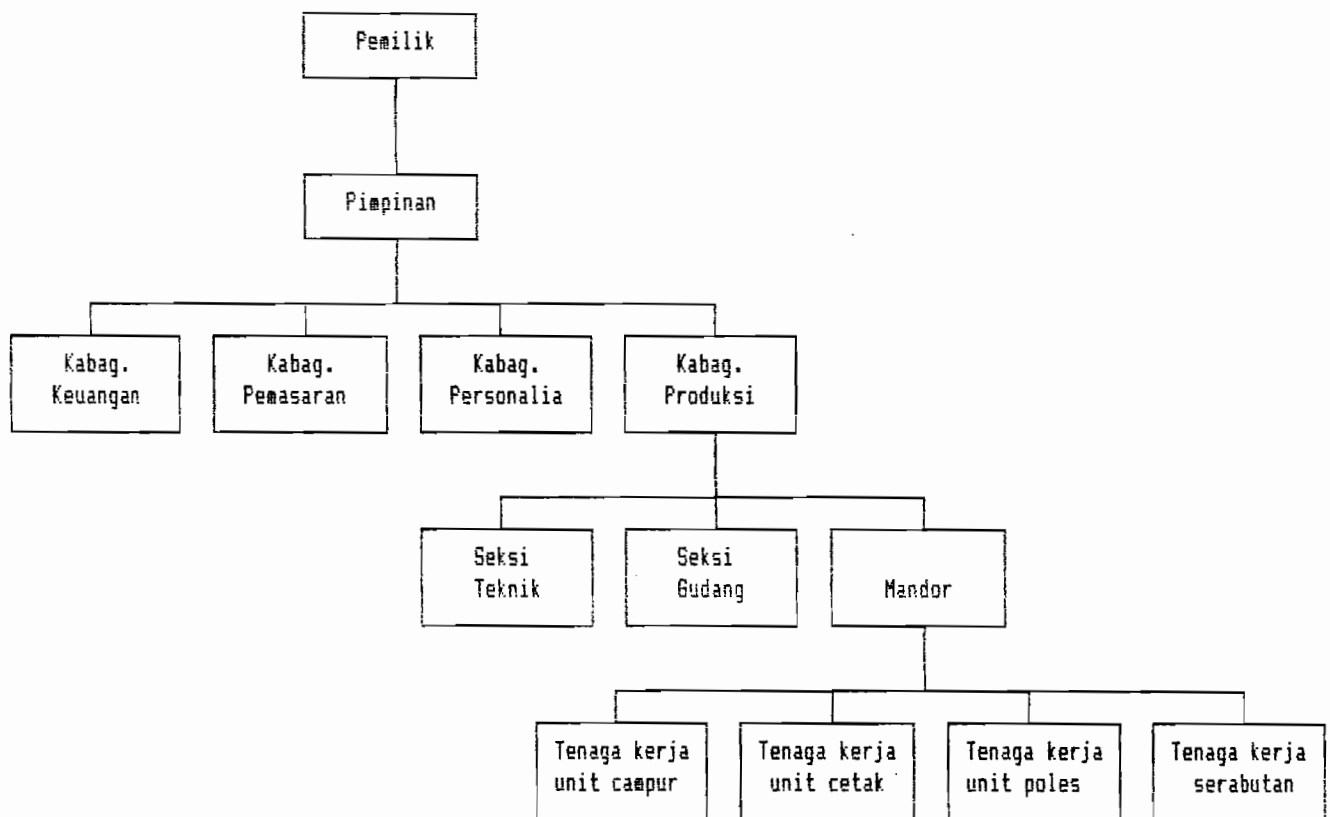 Pemilik
Pimpinan
Kabag.
Keuangan
Kabag.
Pemasaran
Kabag.
Personalia
Kabag.
Produksi
Seksi
Teknik
Seksi
Gudang
Mandor
Tenaga kerja
unit campur
Tenaga kerja
unit cetak
Tenaga kerja
unit poles
Tenaga kerja
serabutan